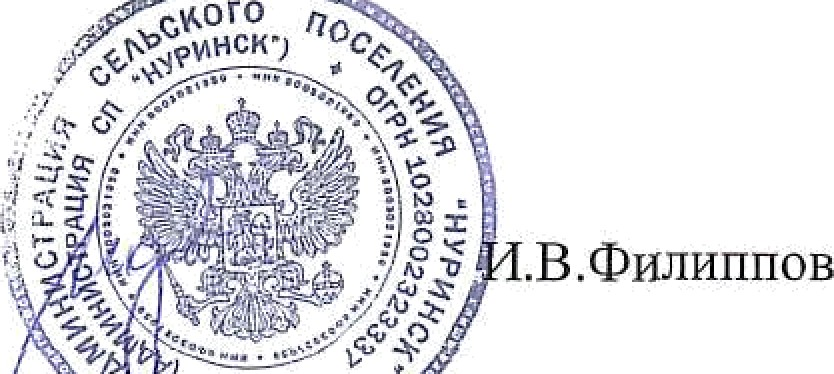 АДМИНИСТРАЦИЯ СЕЛЬСКОГО ПОСЕЛЕНИЯ "НУРИНСК"
(АДМИНИСТРАЦИЯ СП "НУРИНСК") * ОГРН 1028002323337
И.В.Филиппов